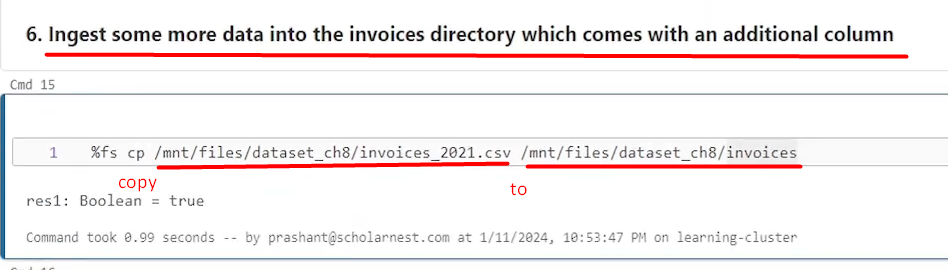 6. Ingest some more data into the invoices directory which comes with an additional column
Cmd 15
1 %fs cp /mnt/files/dataset_ch8/invoices_2021.csv /mnt/files/dataset_ch8/invoices
copy to
res1: Boolean = true
Command took 0.99 seconds -- by prashant@scholarnest.com at 1/11/2024, 10:53:47 PM on learning-cluster